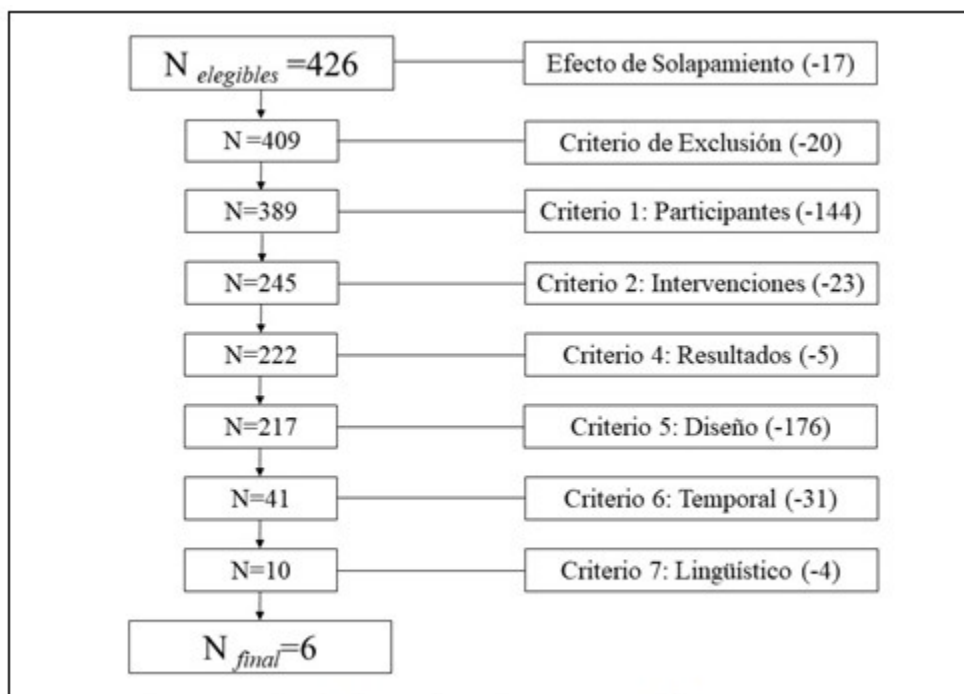 N elegibles =426
Efecto de Solapamiento (-17)
N =409
Criterio de Exclusión (-20)
N=389
Criterio 1: Participantes (-144)
N=245
Criterio 2: Intervenciones (-23)
N=222
Criterio 4: Resultados (-5)
N=217
Criterio 5: Diseño (-176)
N=41
Criterio 6: Temporal (-31)
N=10
Criterio 7: Lingüístico (-4)
N final=6